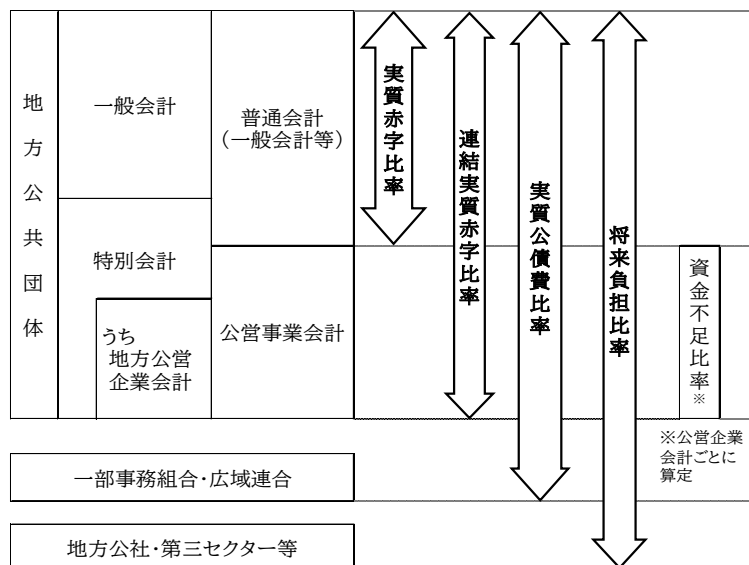 地方公共団体
一般会計
特別会計
うち
地方公営
企業会計
普通会計
（一般会計等）
公営事業会計
実質赤字比率
連結実質赤字比率
実質公債費比率
将来負担比率
資金不足比率※
※公営企業
会計ごとに
算定
一部事務組合・広域連合
地方公社・第三セクター等